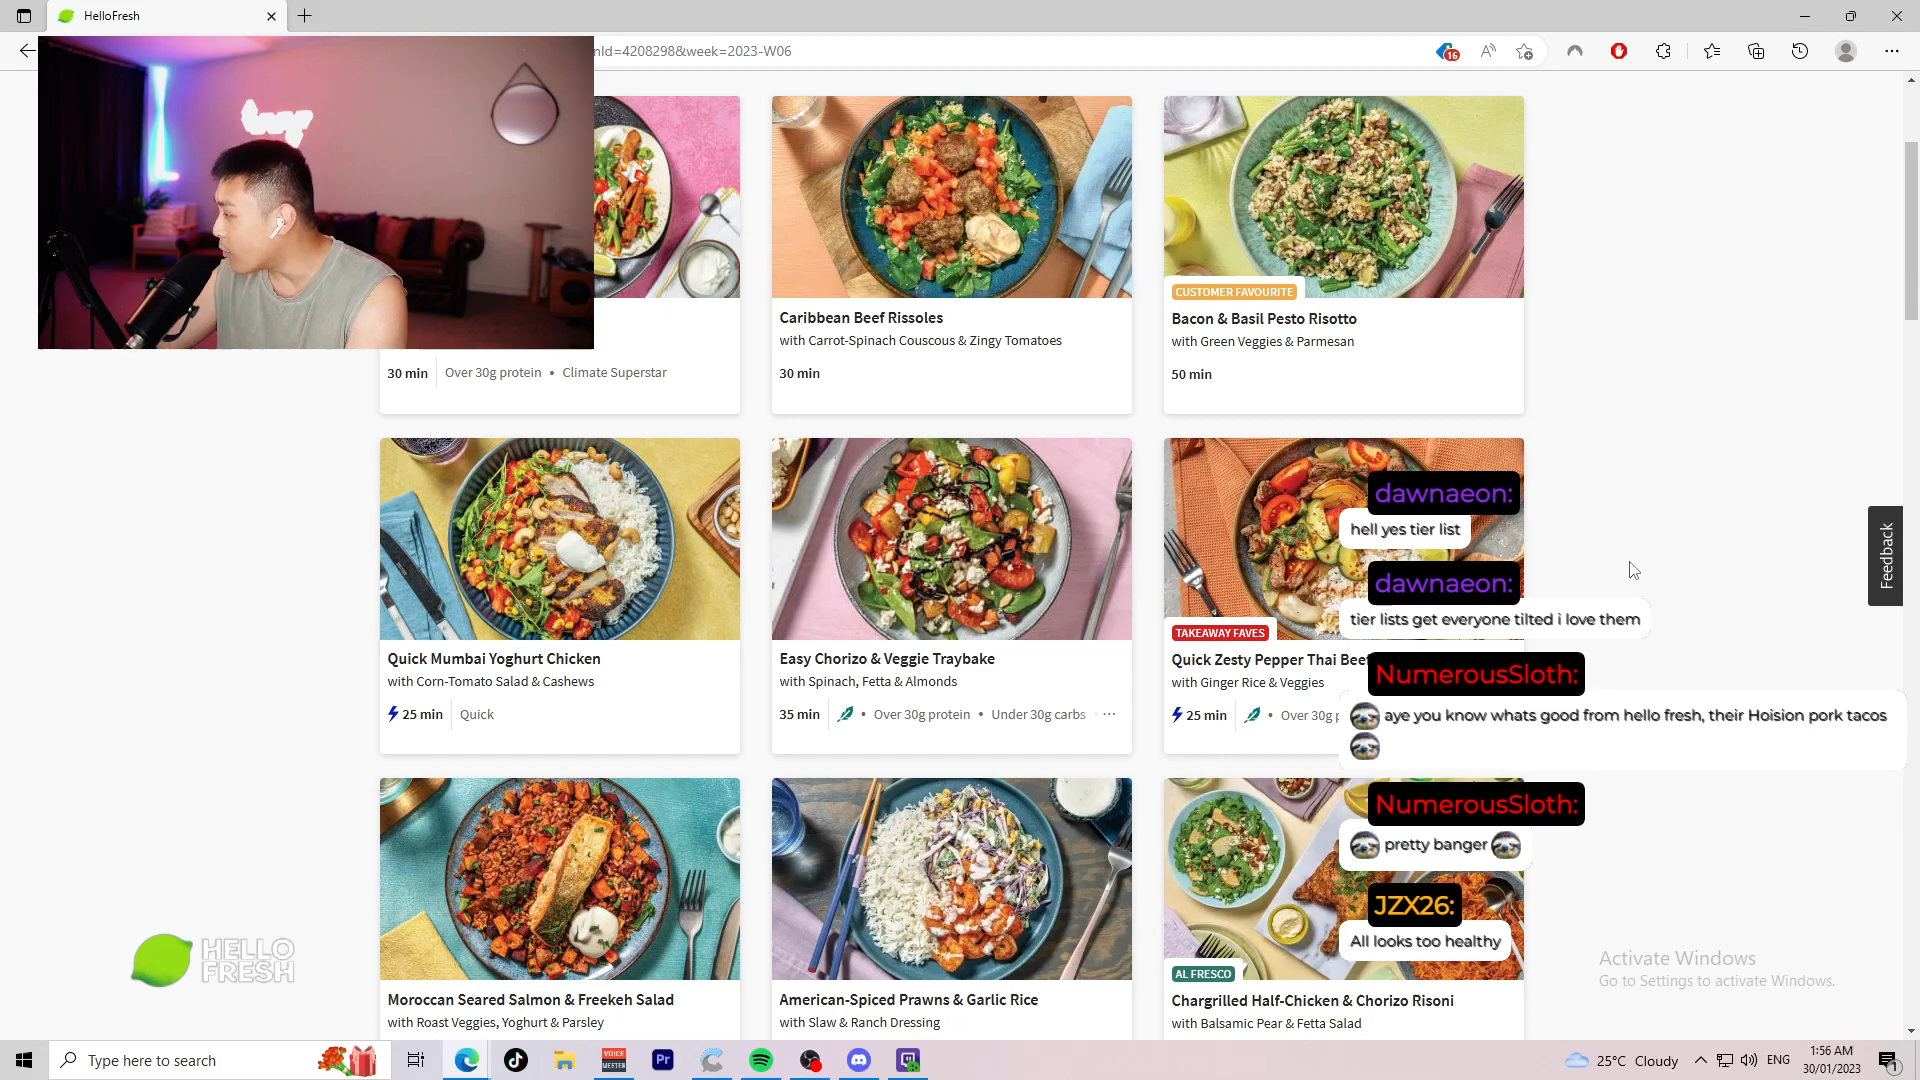 HelloFresh
nId=4208298&week=2023-W06
16
CUSTOMER FAVOURITE
Caribbean Beef Rissoles
with Carrot-Spinach Couscous & Zingy Tomatoes
30 min
Bacon & Basil Pesto Risotto
with Green Veggies & Parmesan
50 min
30 min Over 30g protein • Climate Superstar
TAKEAWAY FAVES
Quick Mumbai Yoghurt Chicken
with Corn-Tomato Salad & Cashews
25 min Quick
Easy Chorizo & Veggie Traybake
with Spinach, Fetta & Almonds
35 min • Over 30g protein • Under 30g carbs ...
Quick Zesty Pepper Thai Beef
with Ginger Rice & Veggies
25 min • Over 30g p
dawnaeon:
hell yes tier list
dawnaeon:
tier lists get everyone tilted i love them
NumerousSloth:
aye you know whats good from hello fresh, their Hoision pork tacos
NumerousSloth:
pretty banger
JZX26:
All looks too healthy
Feedback
AL FRESCO
Moroccan Seared Salmon & Freekeh Salad
with Roast Veggies, Yoghurt & Parsley
American-Spiced Prawns & Garlic Rice
with Slaw & Ranch Dressing
Chargrilled Half-Chicken & Chorizo Risoni
with Balsamic Pear & Fetta Salad
HELLO
FRESH
Activate Windows
Go to Settings to activate Windows.
Type here to search
VOICE
MEETER
Pr
25°C Cloudy
ENG
1:56 AM
30/01/2023
1